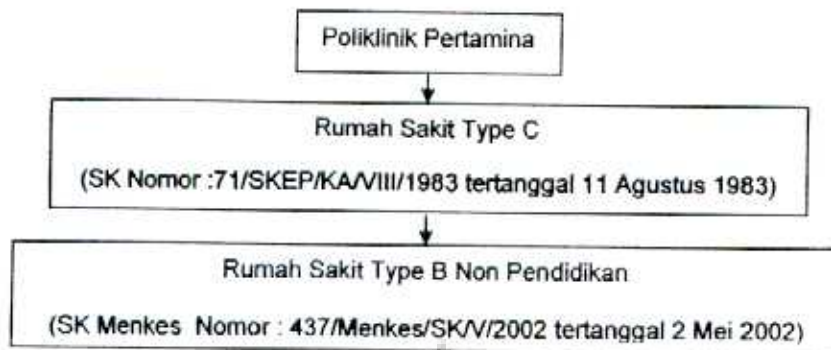 Poliklinik Pertamina
Rumah Sakit Type C
(SK Nomor :71/SKEP/KA/VIII/1983 tertanggal 11 Agustus 1983)
Rumah Sakit Type B Non Pendidikan
(SK Menkes Nomor : 437/Menkes/SK/V/2002 tertanggal 2 Mei 2002)